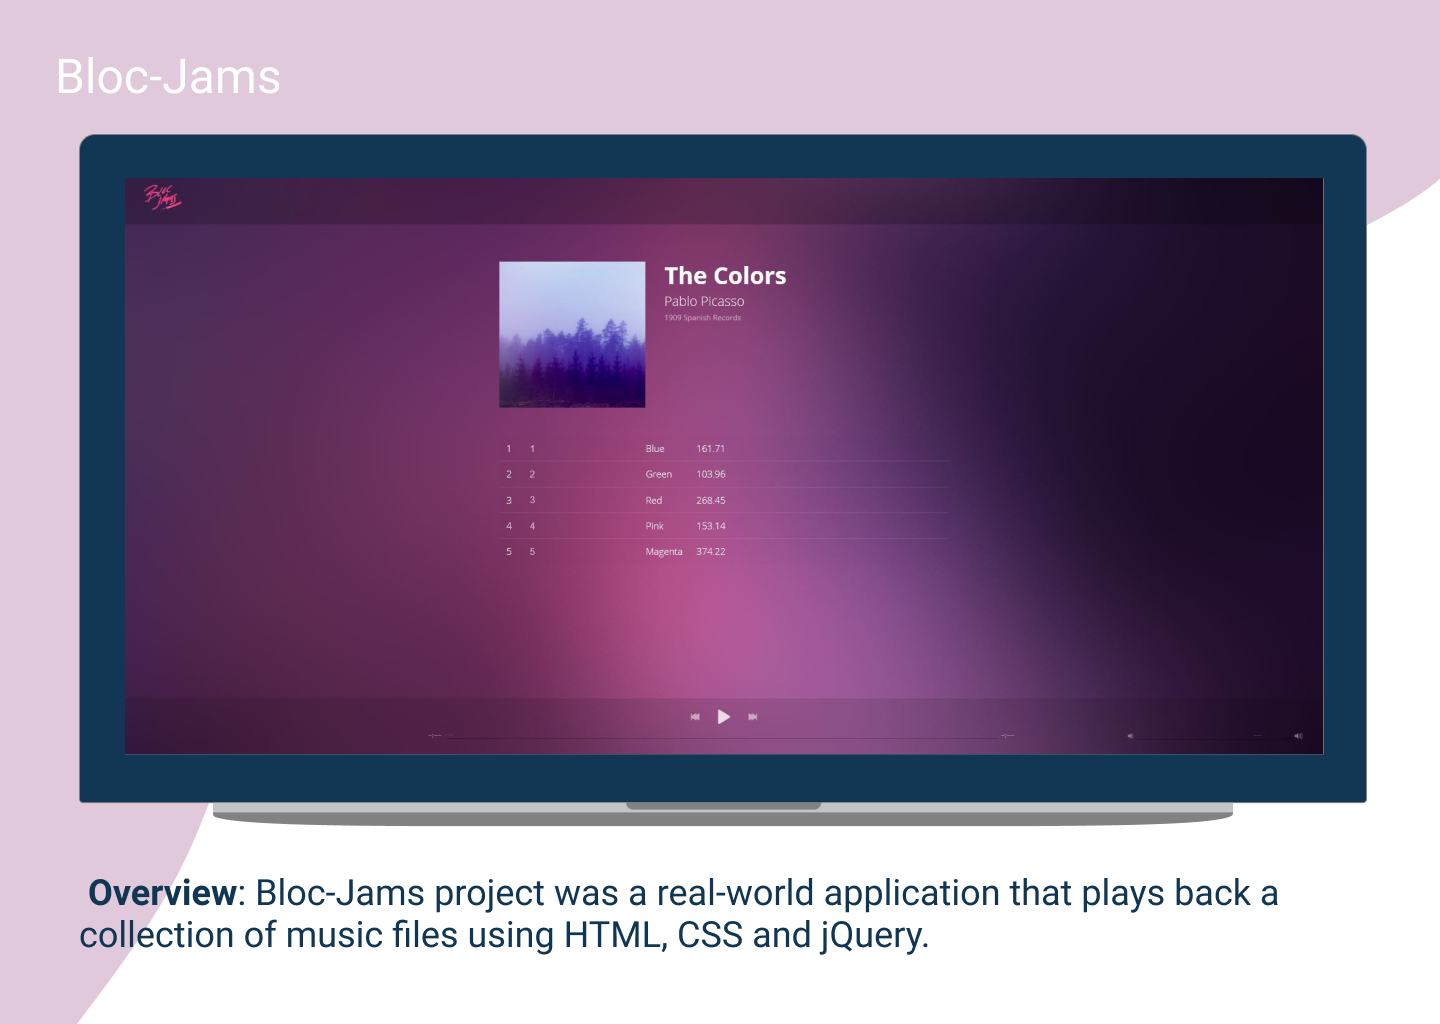 Bloc-Jams
Bloc
Jams
The Colors
Pablo Picasso
1909 Spanish Records
1 1 Blue 161.71
2 2 Green 103.96
3 3 Red 268.45
4 4 Pink 153.14
5 5 Magenta 374.22
Overview: Bloc-Jams project was a real-world application that plays back a
collection of music files using HTML, CSS and jQuery.